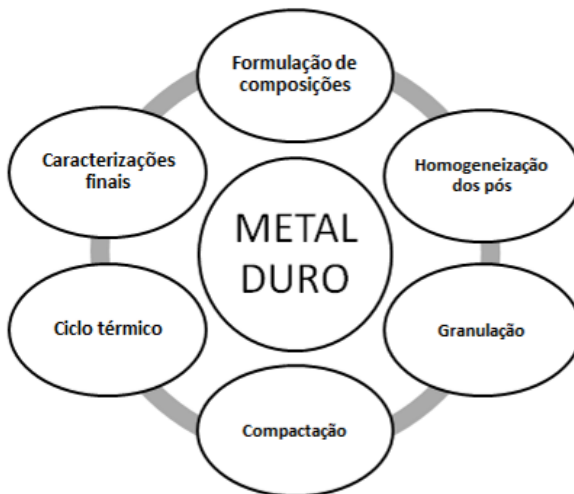 Formulação de
composições
Homogeneização
dos pós
Granulação
Compactação
Ciclo térmico
Caracterizações
finais
METAL
DURO